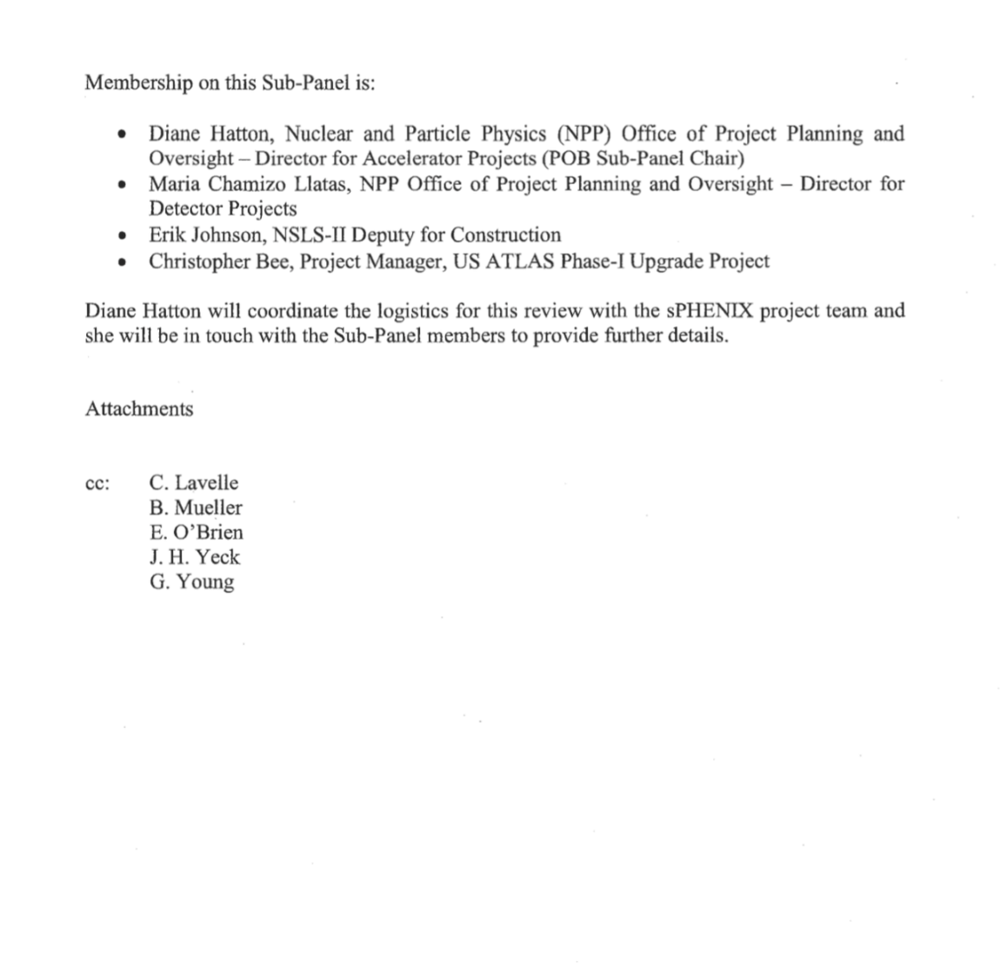 Membership on this Sub-Panel is:
• Diane Hatton, Nuclear and Particle Physics (NPP) Office of Project Planning and
Oversight – Director for Accelerator Projects (POB Sub-Panel Chair)
• Maria Chamizo Llatas, NPP Office of Project Planning and Oversight – Director for
Detector Projects
• Erik Johnson, NSLS-II Deputy for Construction
• Christopher Bee, Project Manager, US ATLAS Phase-I Upgrade Project
Diane Hatton will coordinate the logistics for this review with the sPHENIX project team and
she will be in touch with the Sub-Panel members to provide further details.
Attachments
cc: C. Lavelle
B. Mueller
E. O’Brien
J. H. Yeck
G. Young